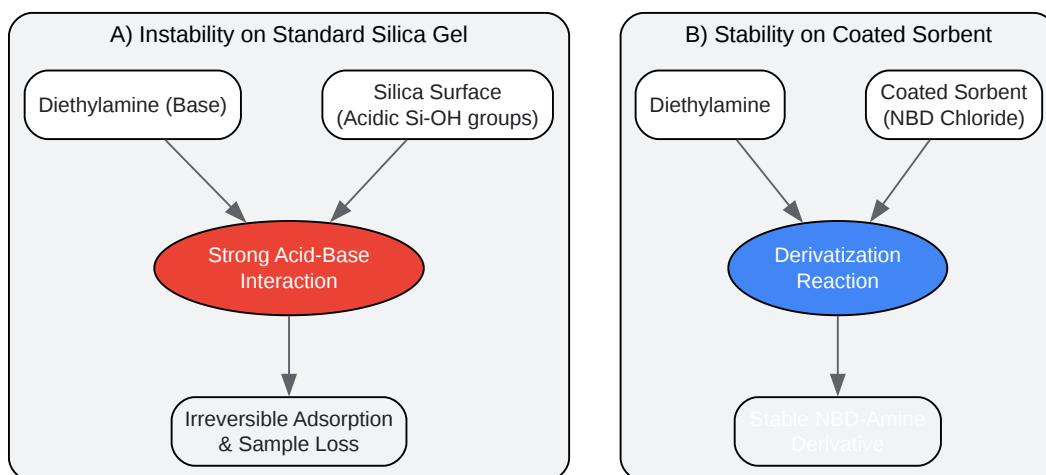 A) Instability on Standard Silica Gel
Diethylamine (Base)
Silica Surface
(Acidic Si-OH groups)
Strong Acid-Base
Interaction
Irreversible Adsorption
& Sample Loss
B) Stability on Coated Sorbent
Diethylamine
Coated Sorbent
(NBD Chloride)
Derivatization
Reaction
Stable NBD-Amine
Derivative